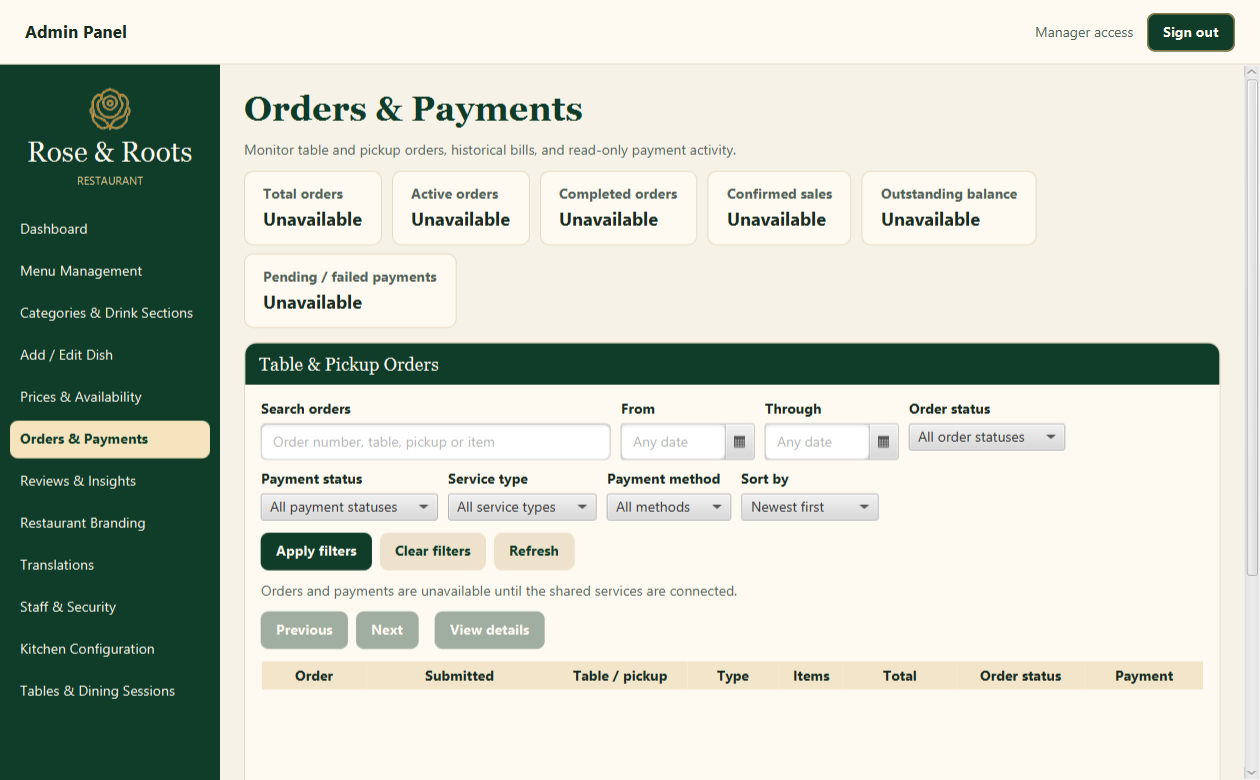 Admin Panel
Manager access
Sign out
Rose & Roots
RESTAURANT
Dashboard
Menu Management
Categories & Drink Sections
Add / Edit Dish
Prices & Availability
Orders & Payments
Reviews & Insights
Restaurant Branding
Translations
Staff & Security
Kitchen Configuration
Tables & Dining Sessions
Orders & Payments
Monitor table and pickup orders, historical bills, and read-only payment activity.
Total orders
Unavailable
Active orders
Unavailable
Completed orders
Unavailable
Confirmed sales
Unavailable
Outstanding balance
Unavailable
Pending / failed payments
Unavailable
Table & Pickup Orders
Search orders
Order number, table, pickup or item
From
Any date
Through
Any date
Order status
All order statuses
Payment status
All payment statuses
Service type
All service types
Payment method
All methods
Sort by
Newest first
Apply filters
Clear filters
Refresh
Orders and payments are unavailable until the shared services are connected.
Previous
Next
View details
Order Submitted Table / pickup Type Items Total Order status Payment